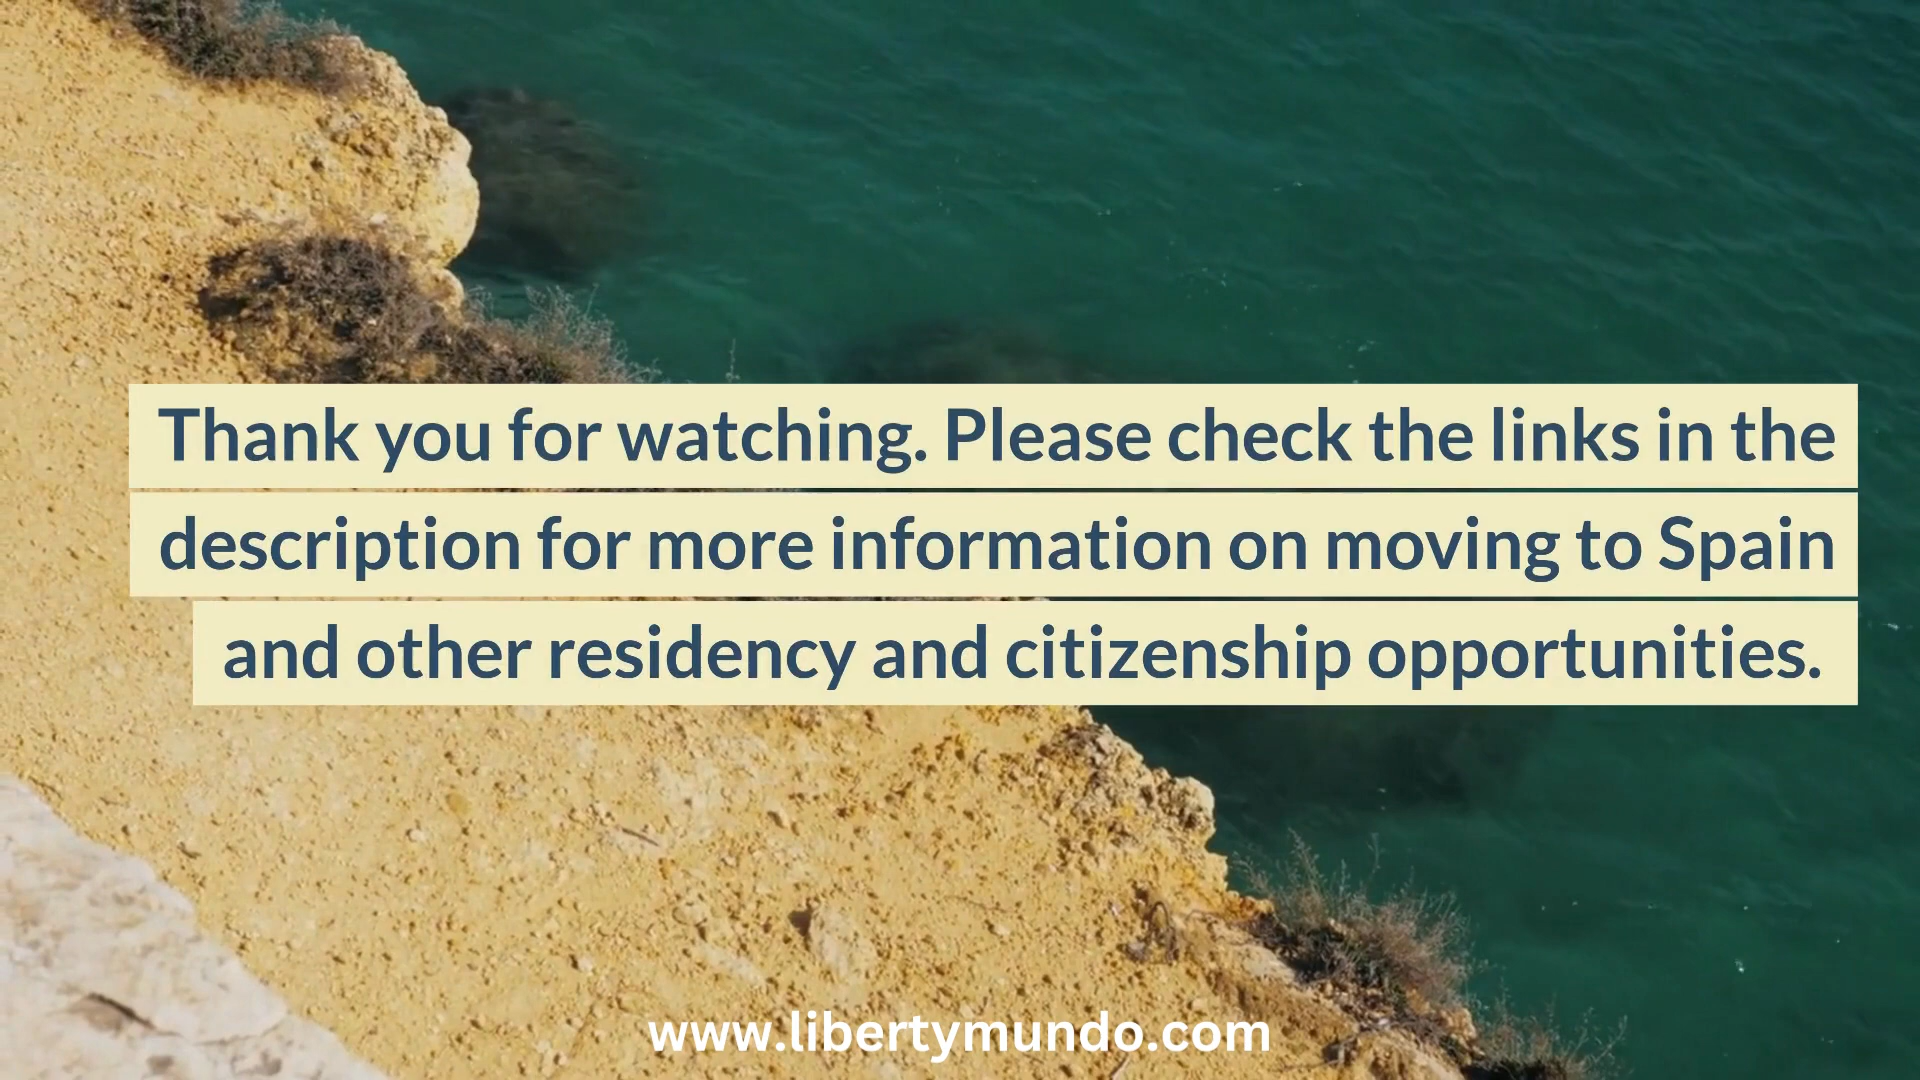 Thank you for watching. Please check the links in the
description for more information on moving to Spain
and other residency and citizenship opportunities.
www.libertymundo.com